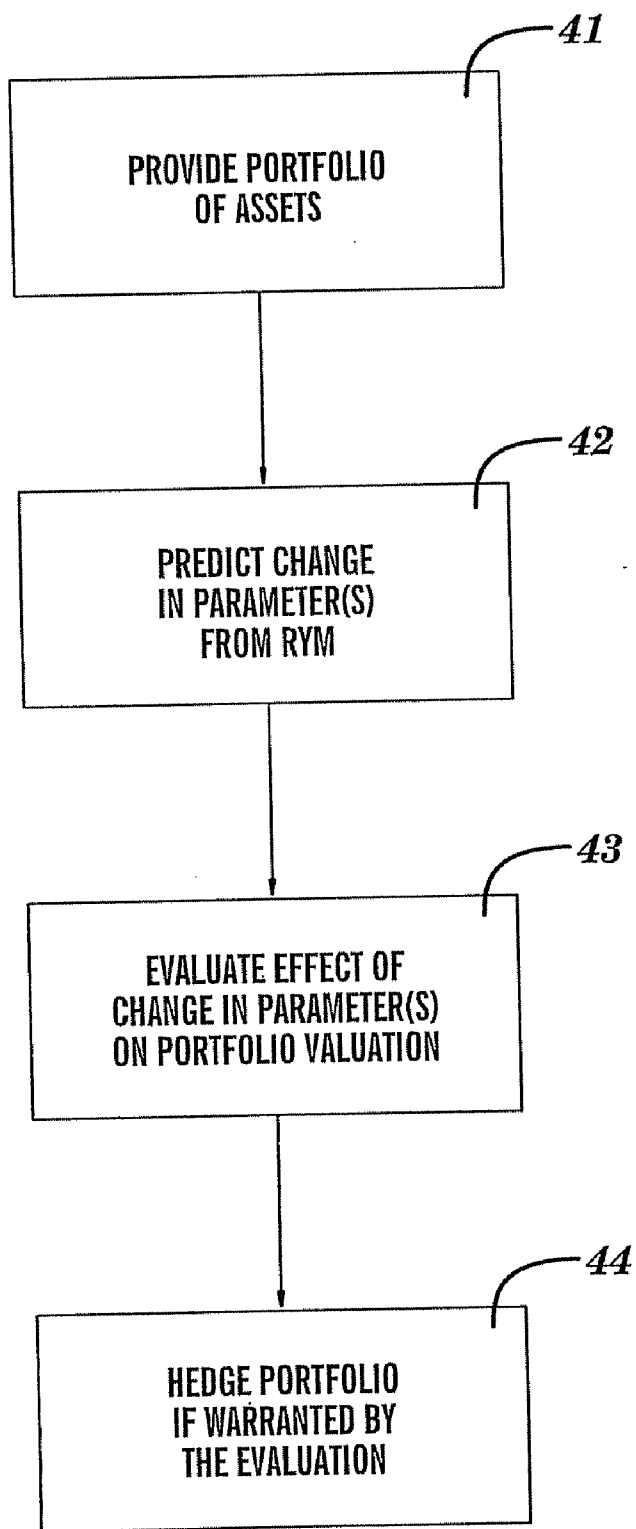 41
PROVIDE PORTFOLIO
OF ASSETS
42
PREDICT CHANGE
IN PARAMETER(S)
FROM RYM
43
EVALUATE EFFECT OF
CHANGE IN PARAMETER(S)
ON PORTFOLIO VALUATION
44
HEDGE PORTFOLIO
IF WARRANTED BY
THE EVALUATION